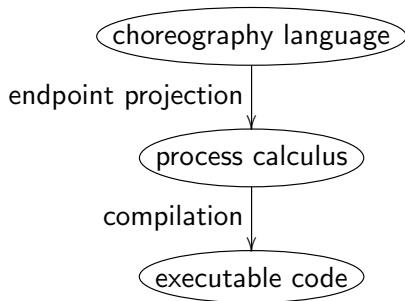 choreography language
endpoint projection
process calculus
compilation
executable code